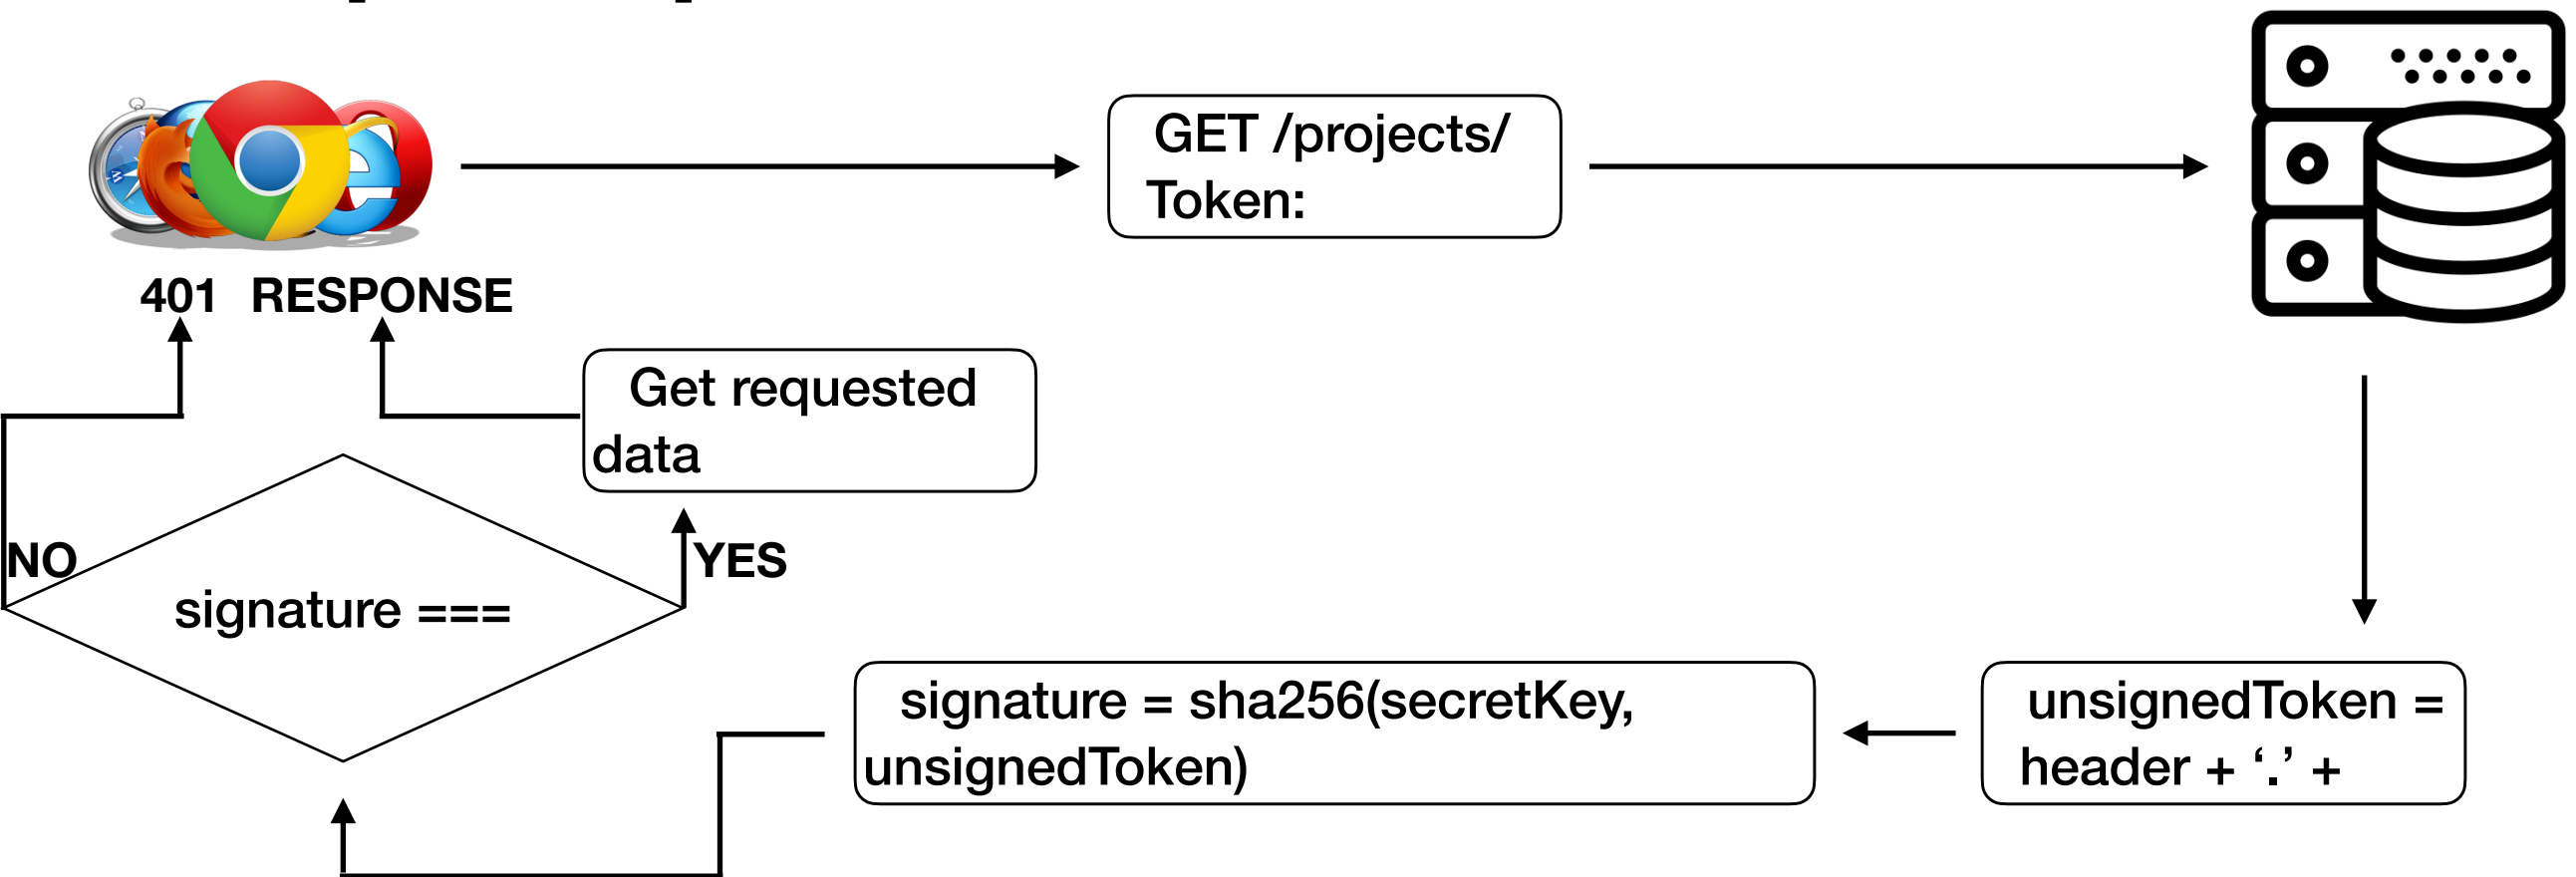 GET /projects/
Token:
401 RESPONSE
Get requested
data
NO
YES
signature ===
signature = sha256(secretKey,
unsignedToken)
unsignedToken =
header + ‘.’ +